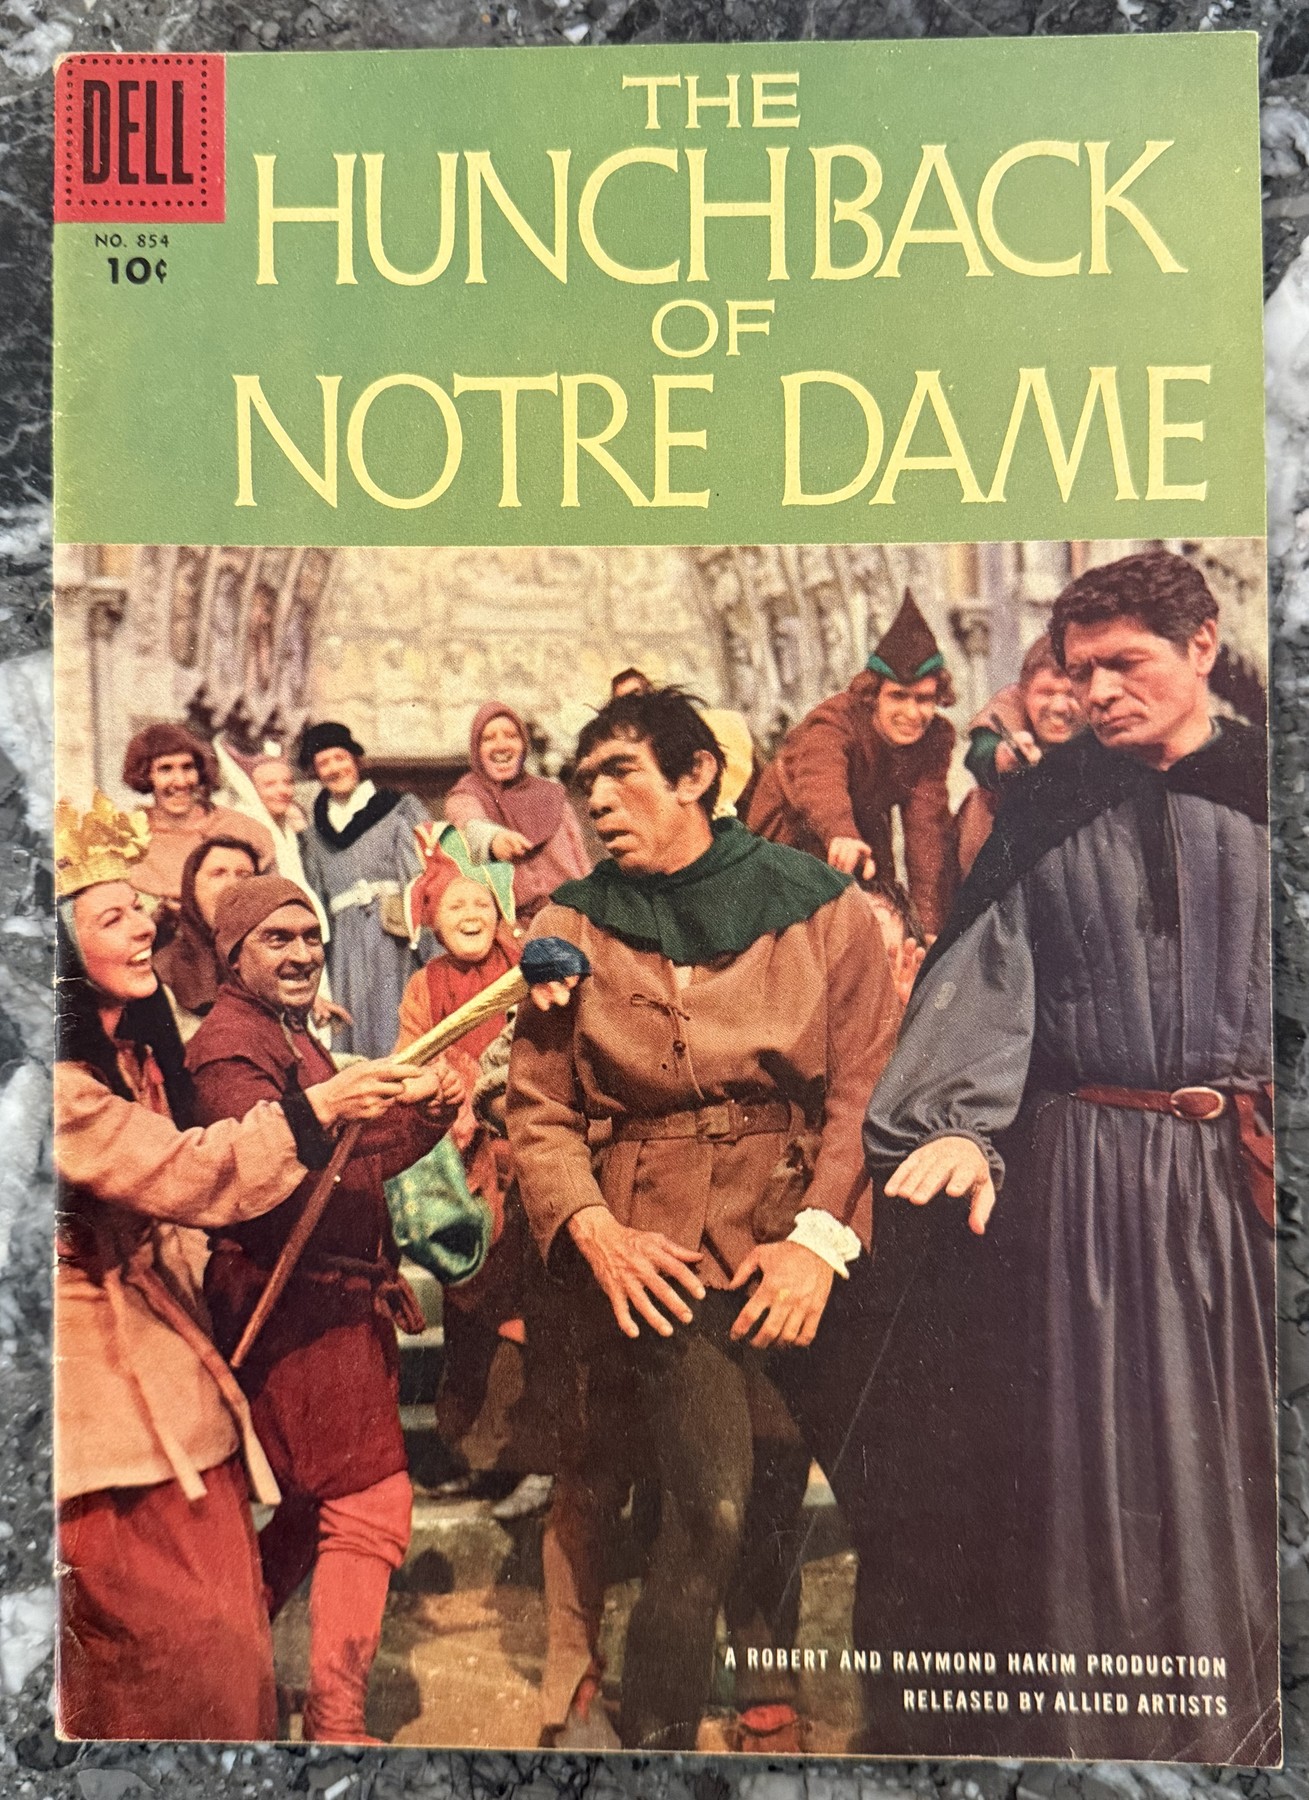 DELL
NO. 854
10¢
THE
HUNCHBACK
OF
NOTRE DAME
A ROBERT AND RAYMOND HAKIM PRODUCTION
RELEASED BY ALLIED ARTISTS